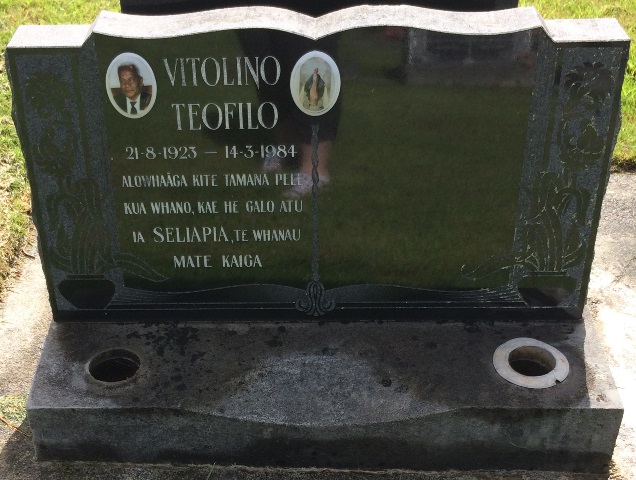 VITOLINO
TEOFILO
21-8-1923 — 14-3-1984
ALOWHAĀGA KITE TAMANA PELE
KUA WHANO, KAE HE GALO ATU
IA SELIAPIA, TE WHANAU
MATE KAIGA